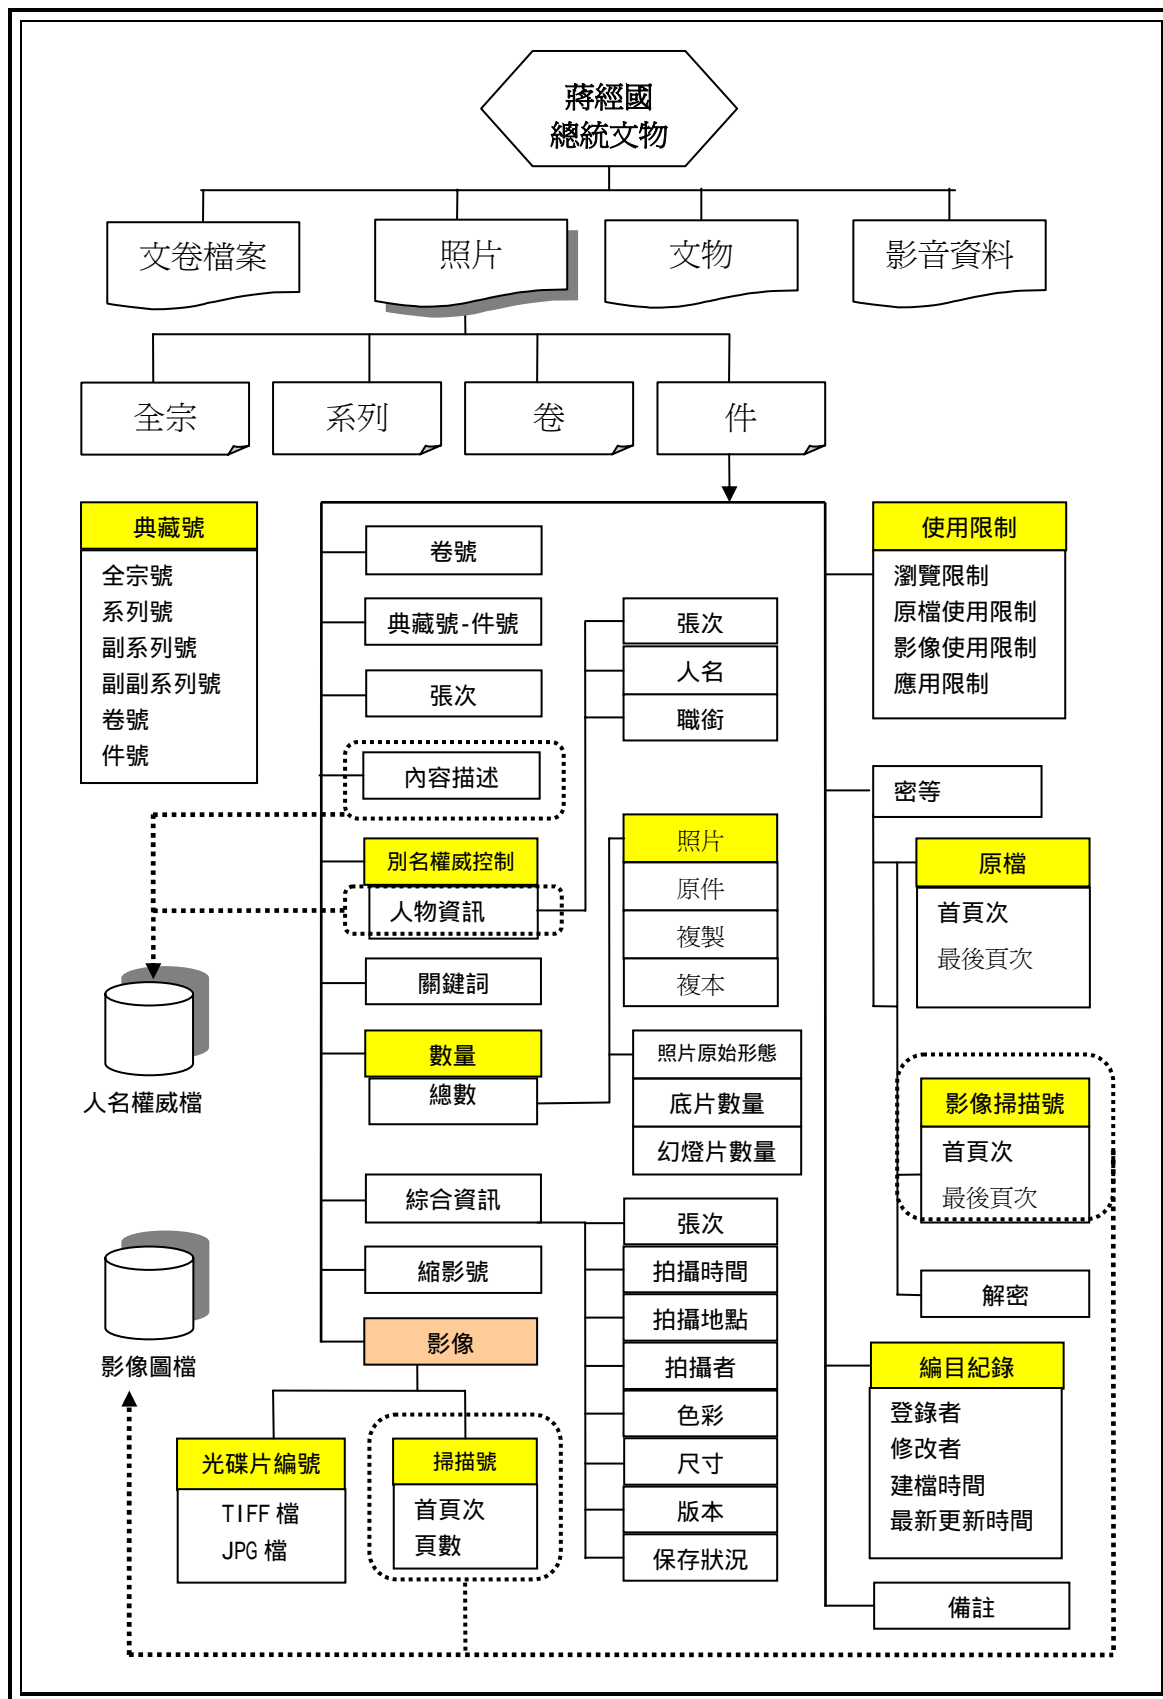 蔣經國
總統文物
文卷檔案
照片
文物
影音資料
全宗
系列
卷
件
典藏號
全宗號
系列號
副系列號
副副系列號
卷號
件號
卷號
典藏號-件號
張次
內容描述
別名權威控制
人物資訊
關鍵詞
數量
總數
綜合資訊
縮影號
影像
光碟片編號
TIFF 檔
JPG 檔
掃描號
首頁次
頁數
張次
人名
職銜
照片
原件
複製
複本
照片原始形態
底片數量
幻燈片數量
張次
拍攝時間
拍攝地點
拍攝者
色彩
尺寸
版本
保存狀況
使用限制
瀏覽限制
原檔使用限制
影像使用限制
應用限制
密等
原檔
首頁次
最後頁次
影像掃描號
首頁次
最後頁次
解密
編目紀錄
登錄者
修改者
建檔時間
最新更新時間
備註
人名權威檔
影像圖檔